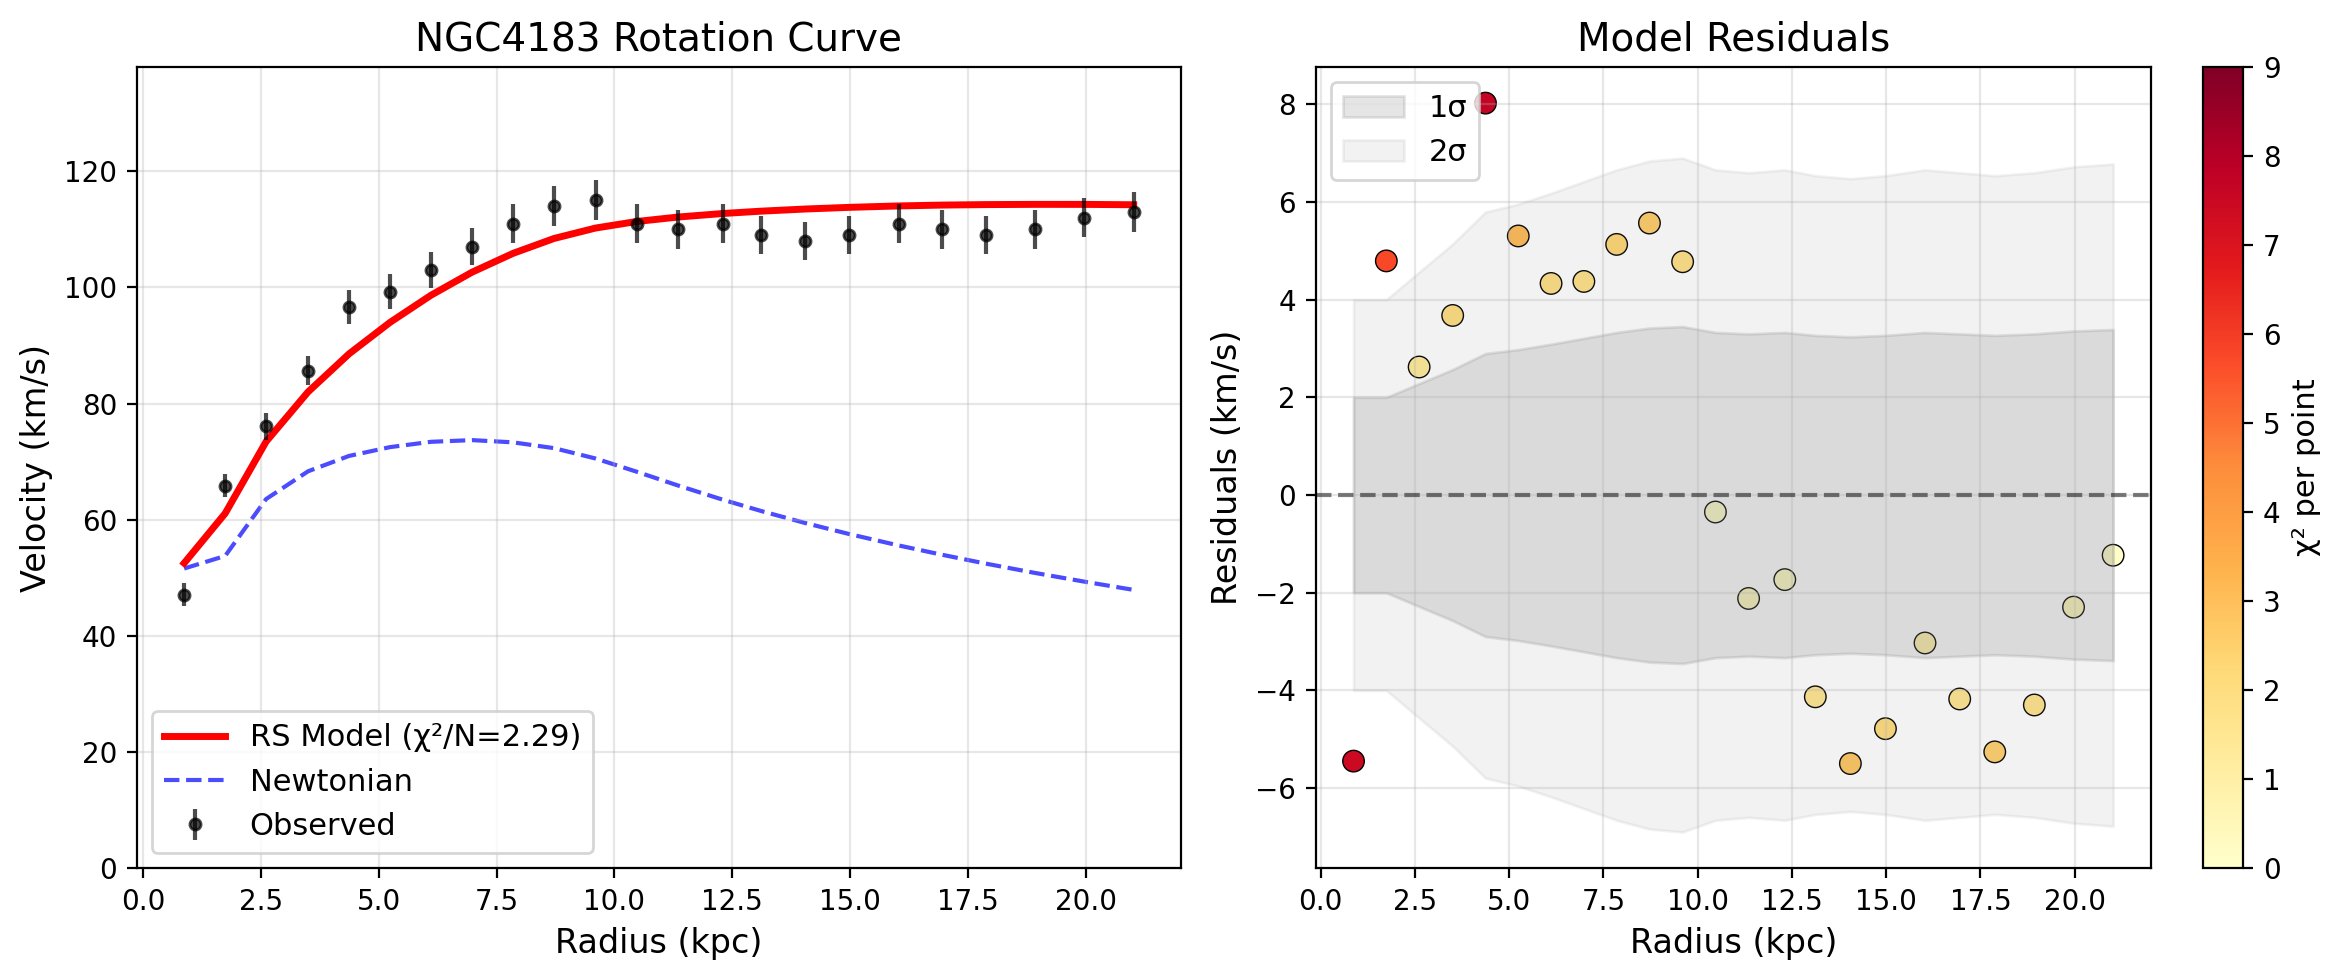 NGC4183 Rotation Curve
Velocity (km/s)
120
100
80
60
40
20
0
RS Model (χ²/N=2.29)
Newtonian
Observed
0.0 2.5 5.0 7.5 10.0 12.5 15.0 17.5 20.0
Radius (kpc)
Model Residuals
Residuals (km/s)
8
6
4
2
0
−2
−4
−6
1σ
2σ
0.0 2.5 5.0 7.5 10.0 12.5 15.0 17.5 20.0
Radius (kpc)
9
8
7
6
5
4
3
2
1
0
χ² per point